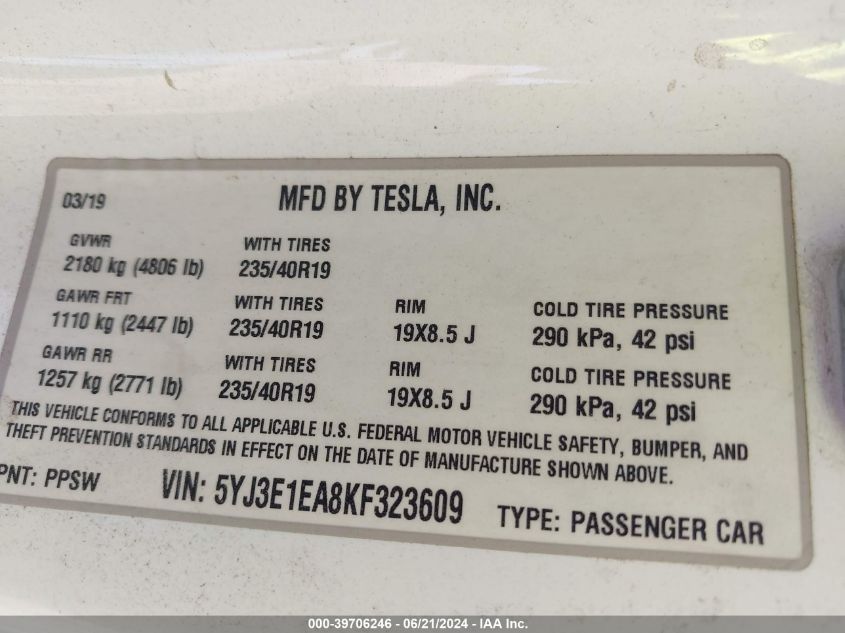 03/19 MFD BY TESLA, INC.
GVWR WITH TIRES
2180 kg (4806 lb) 235/40R19
GAWR FRT WITH TIRES RIM COLD TIRE PRESSURE
1110 kg (2447 lb) 235/40R19 19X8.5 J 290 kPa, 42 psi
GAWR RR WITH TIRES RIM COLD TIRE PRESSURE
1257 kg (2771 lb) 235/40R19 19X8.5 J 290 kPa, 42 psi
THIS VEHICLE CONFORMS TO ALL APPLICABLE U.S. FEDERAL MOTOR VEHICLE SAFETY, BUMPER, AND
THEFT PREVENTION STANDARDS IN EFFECT ON THE DATE OF MANUFACTURE SHOWN ABOVE.
PNT: PPSW VIN: 5YJ3E1EA8KF323609 TYPE: PASSENGER CAR
000-39706246 - 06/21/2024 - IAA Inc.